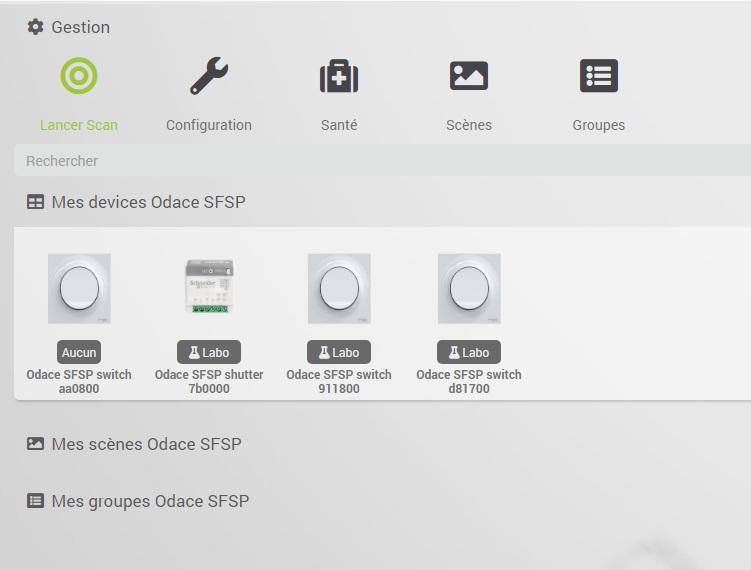 Gestion
Lancer Scan
Configuration
Santé
Scènes
Groupes
Rechercher
Mes devices Odace SFSP
Schneider
Aucun
Labo
Labo
Labo
Odace SFSP switch
aa0800
Odace SFSP shutter
7b0000
Odace SFSP switch
911800
Odace SFSP switch
d81700
Mes scènes Odace SFSP
Mes groupes Odace SFSP